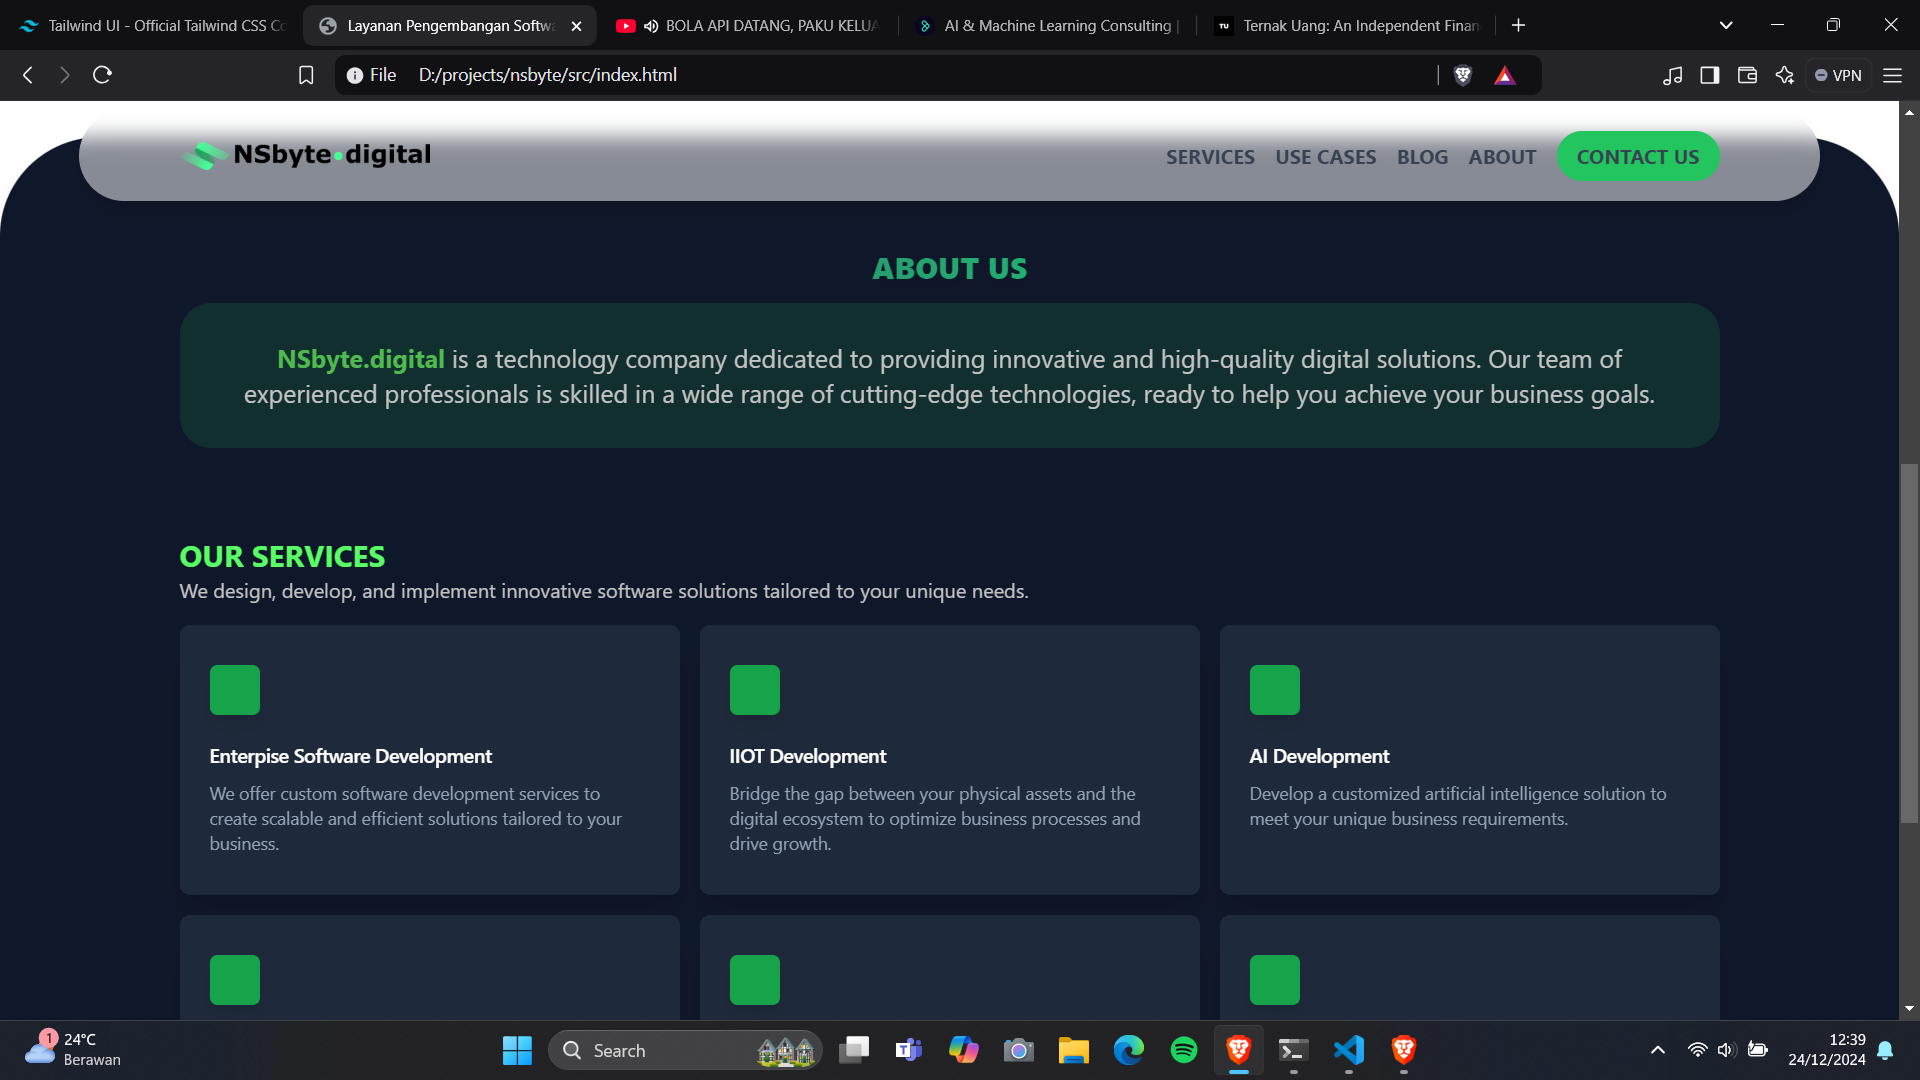 Tailwind UI - Official Tailwind CSS Co
Layanan Pengembangan Softwa
BOLA API DATANG, PAKU KELUA
AI & Machine Learning Consulting |
TU
Ternak Uang: An Independent Finan
File D:/projects/nsbyte/src/index.html
VPN
NSbyte•digital
SERVICES
USE CASES
BLOG
ABOUT
CONTACT US
ABOUT US
NSbyte.digital is a technology company dedicated to providing innovative and high-quality digital solutions. Our team of
experienced professionals is skilled in a wide range of cutting-edge technologies, ready to help you achieve your business goals.
OUR SERVICES
We design, develop, and implement innovative software solutions tailored to your unique needs.
Enterpise Software Development
We offer custom software development services to
create scalable and efficient solutions tailored to your
business.
IIOT Development
Bridge the gap between your physical assets and the
digital ecosystem to optimize business processes and
drive growth.
AI Development
Develop a customized artificial intelligence solution to
meet your unique business requirements.
1
24°C
Berawan
Search
12:39
24/12/2024